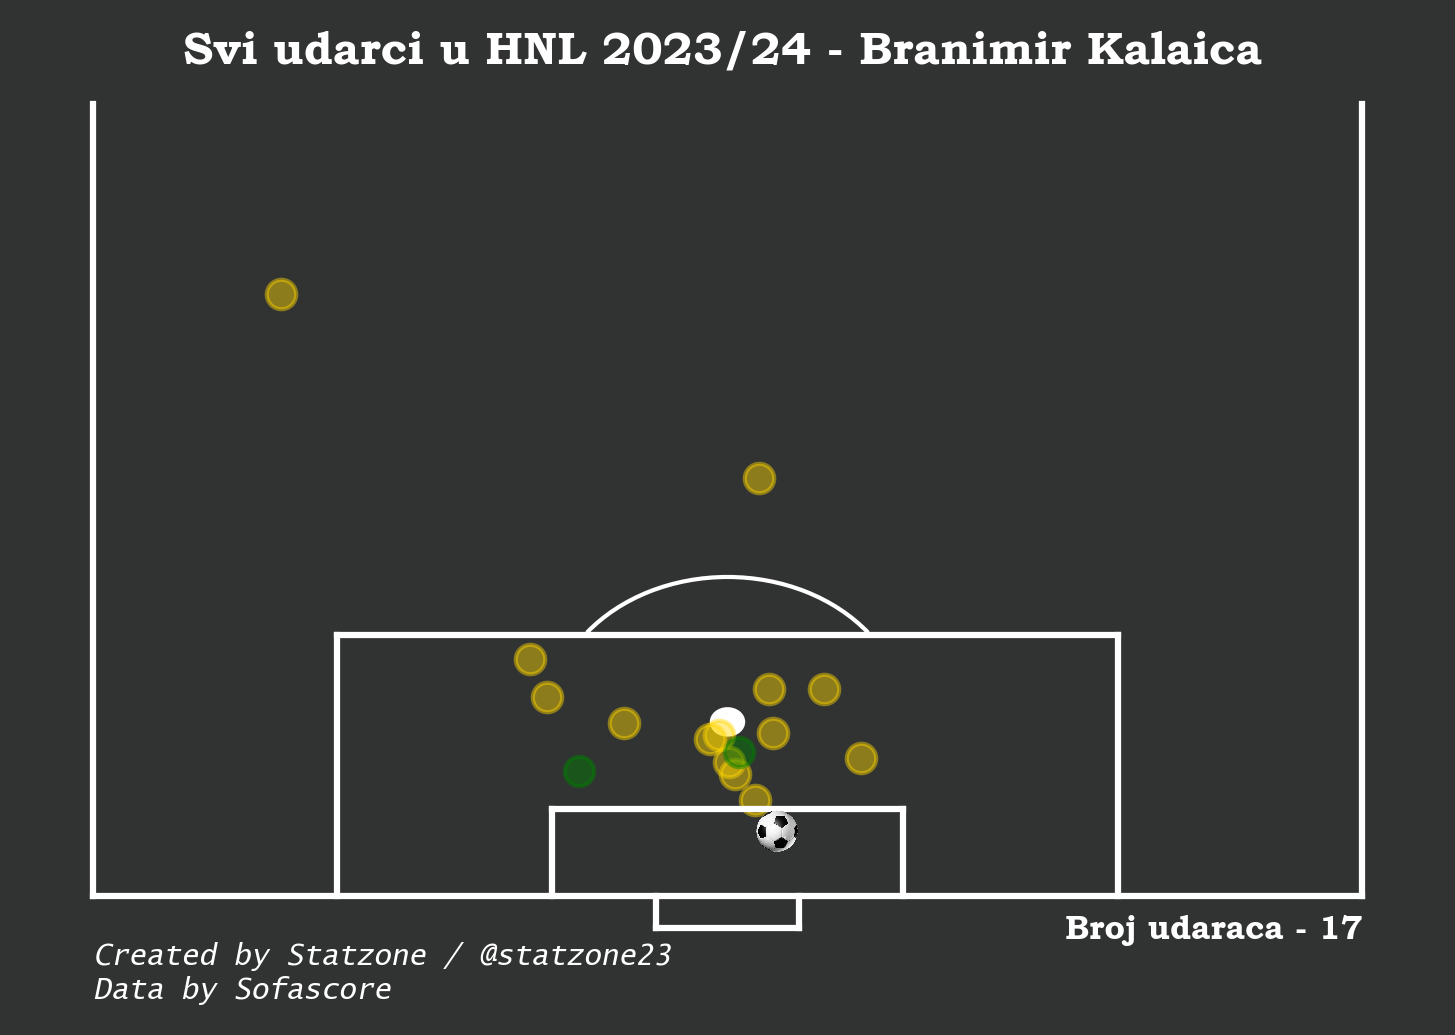 Svi udarci u HNL 2023/24 - Branimir Kalaica
Broj udaraca - 17
Created by Statzone / @statzone23
Data by Sofascore